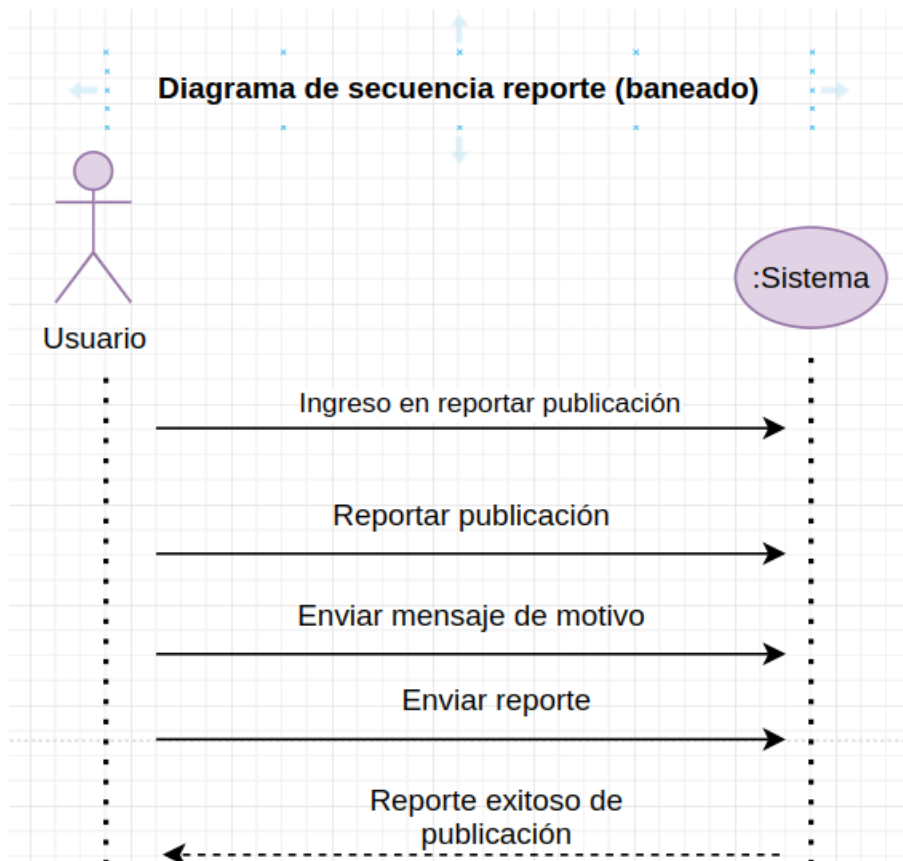 Diagrama de secuencia reporte (baneado)
:Sistema
Usuario
Ingreso en reportar publicación
Reportar publicación
Enviar mensaje de motivo
Enviar reporte
Reporte exitoso de
publicación